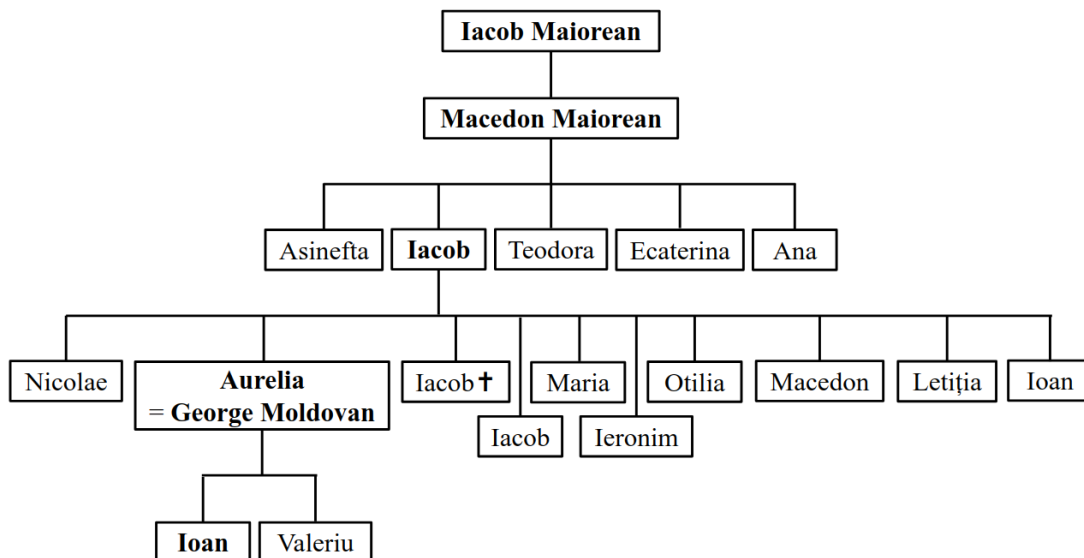 Iacob Maiorean
Macedon Maiorean
Asinefta
Iacob
Teodora
Ecaterina
Ana
Nicolae
Aurelia
= George Moldovan
Iacob✝
Iacob
Maria
Ieronim
Otilia
Macedon
Letiția
Ioan
Ioan
Valeriu